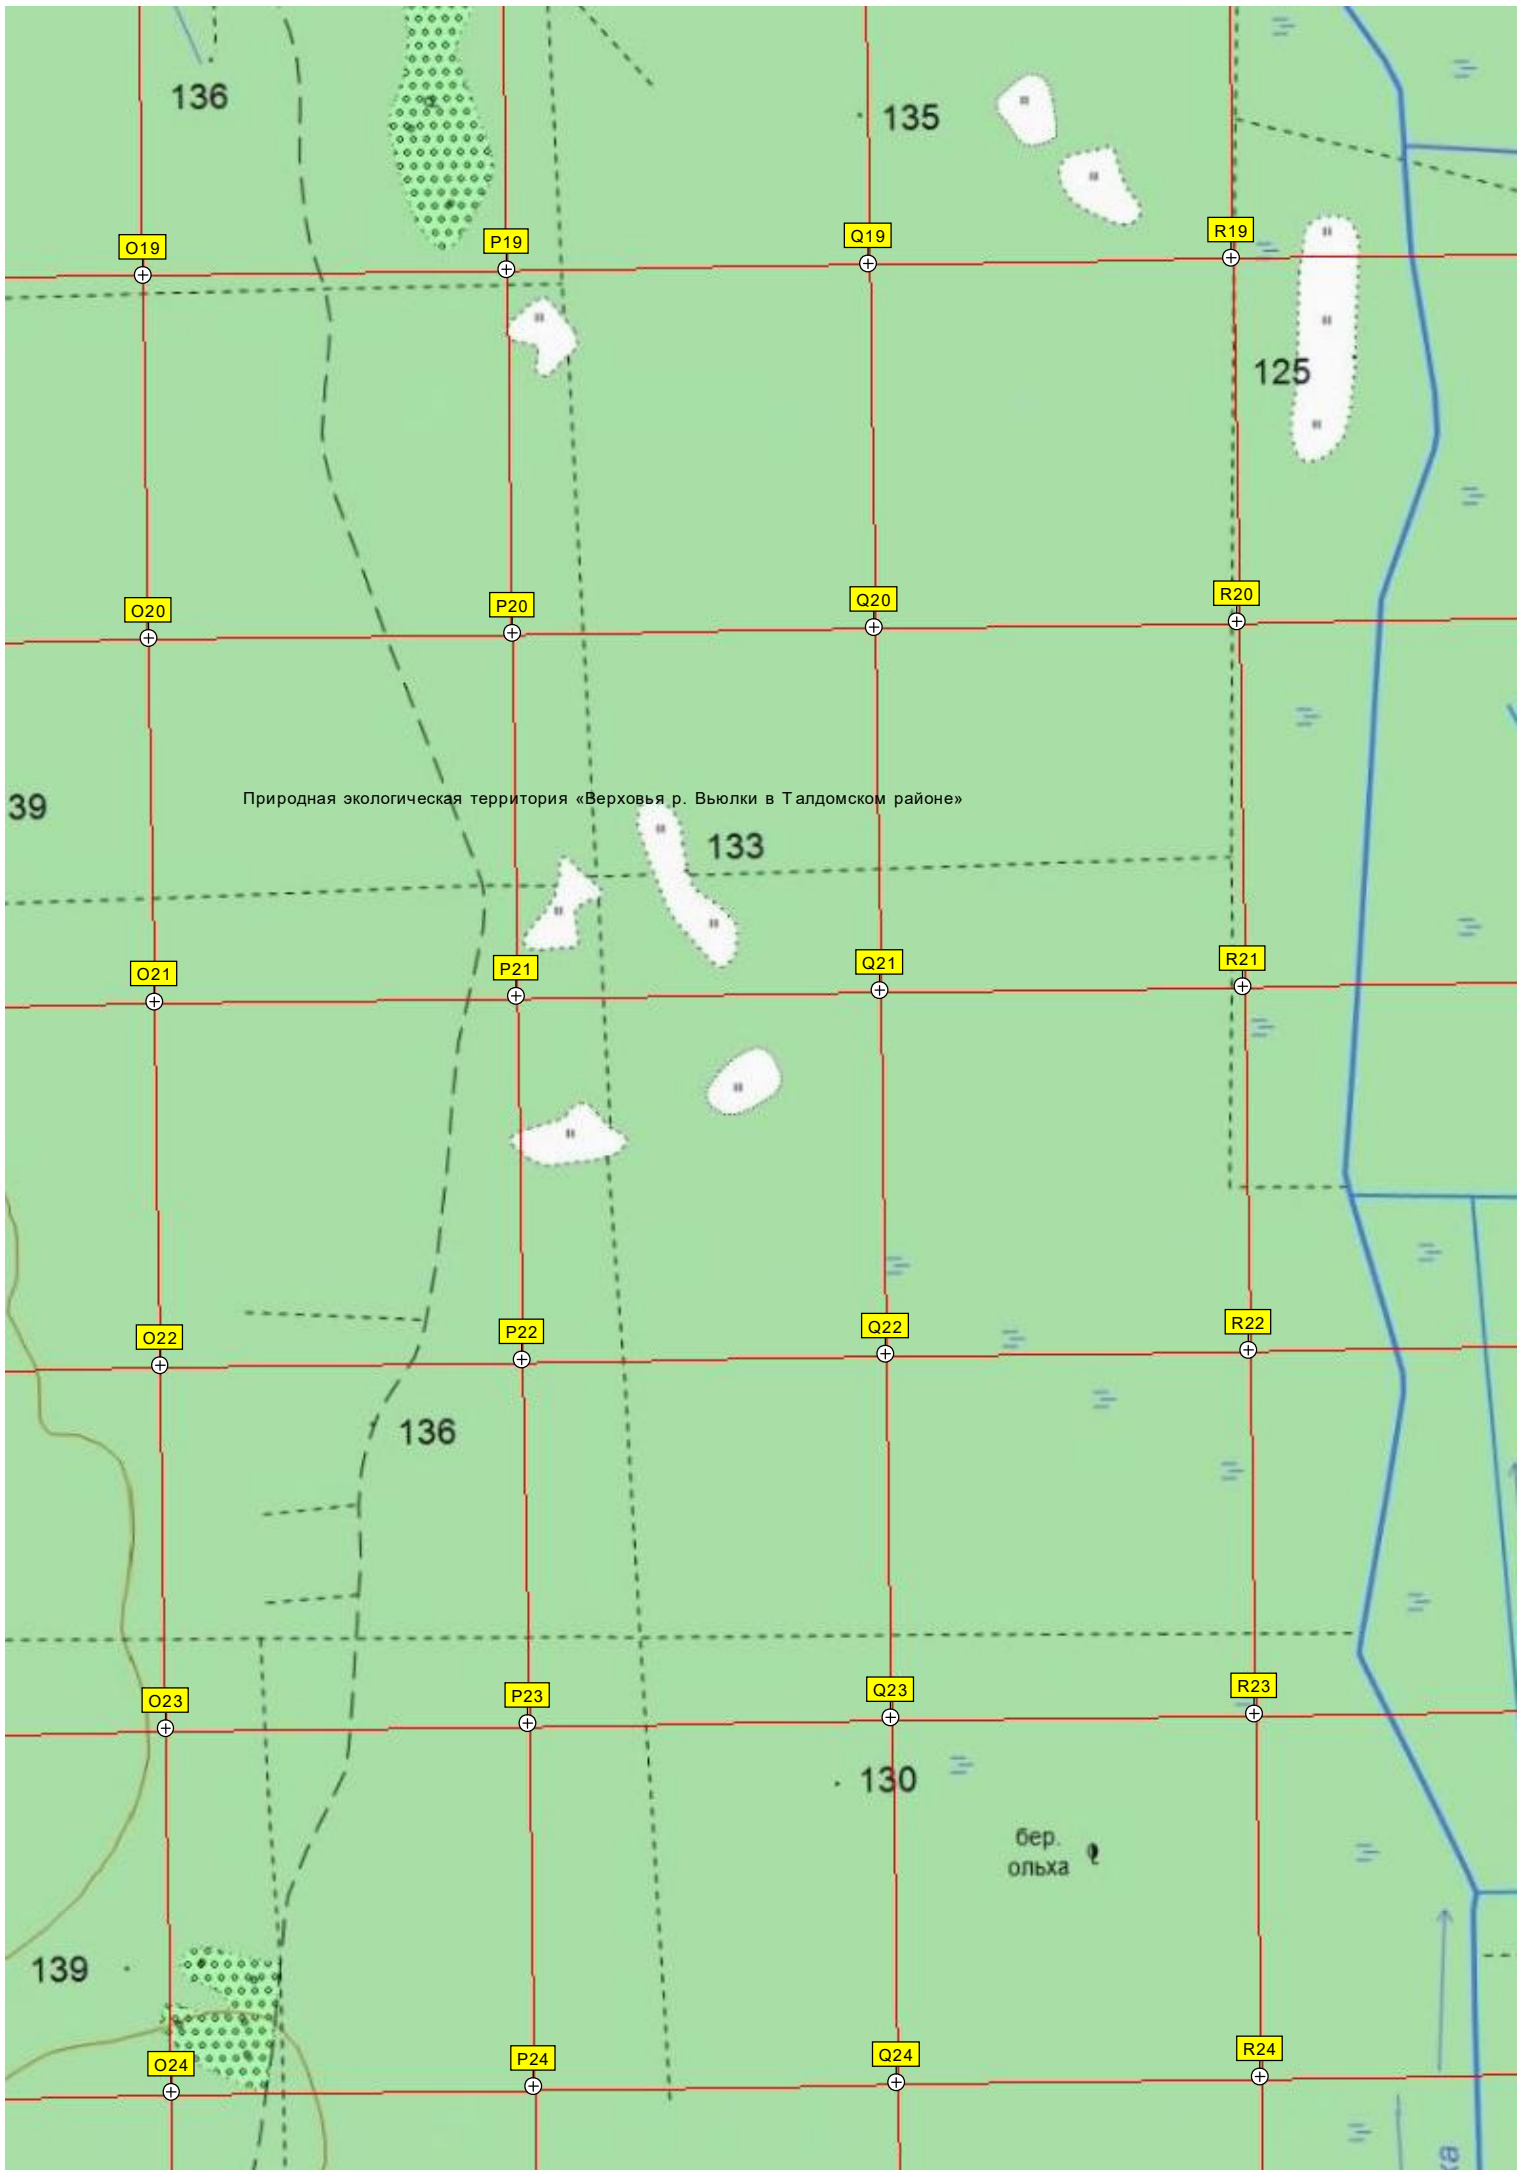 136
135
O19
P19
Q19
R19
125
O20
P20
Q20
R20
Природная экологическая территория «Верховья р. Вьюлки в Талдомском районе»
39
133
O21
P21
Q21
R21
O22
P22
Q22
R22
136
O23
P23
Q23
R23
130
бер.
ольха
139
O24
P24
Q24
R24
ка